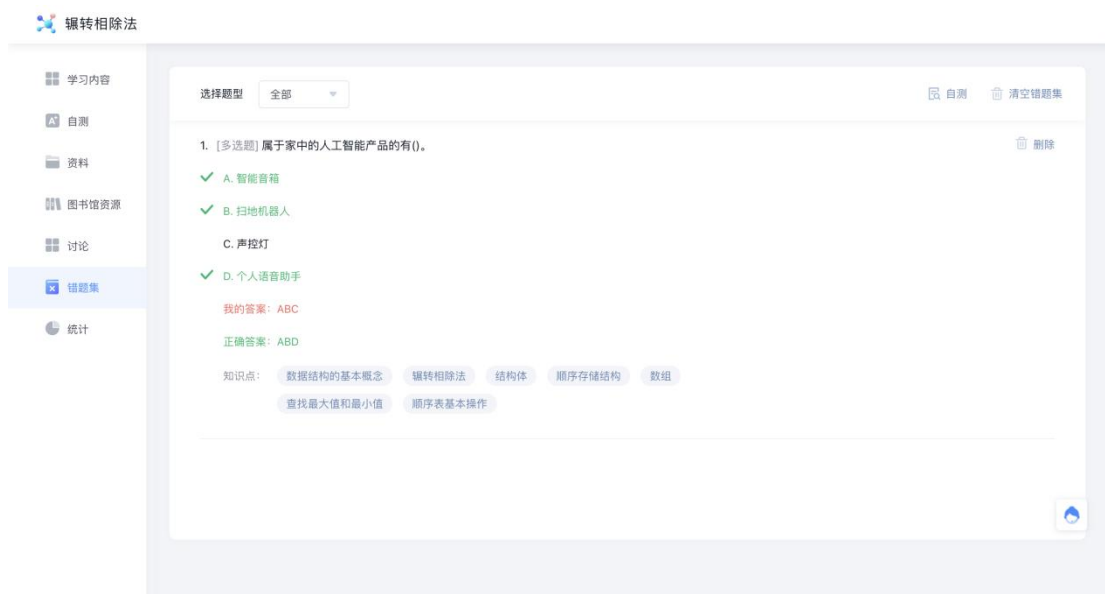 辗转相除法
学习内容
自测
资料
图书馆资源
讨论
错题集
统计
选择题型 全部 自测 清空错题集
1. [多选题] 属于家中的人工智能产品的有()。 删除
A. 智能音箱
B. 扫地机器人
C. 声控灯
D. 个人语音助手
我的答案：ABC
正确答案：ABD
知识点： 数据结构的基本概念 辗转相除法 结构体 顺序存储结构 数组
查找最大值和最小值 顺序表基本操作